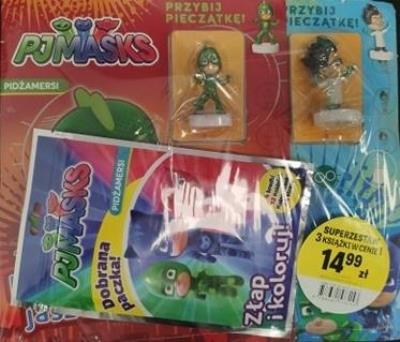 PRZYBIJ
PIECZĄTKĘ!
PRZYBIJ
PIECZĄTKĘ!
PJMASKS
PIDŻAMERSI
PJMASKS
PIDŻAMERSI
Dobrana
paczka!
Złap
i koloruj!
SUPERZESTAW
3 KSIĄŻKI W CENIE 1
14 99
zł